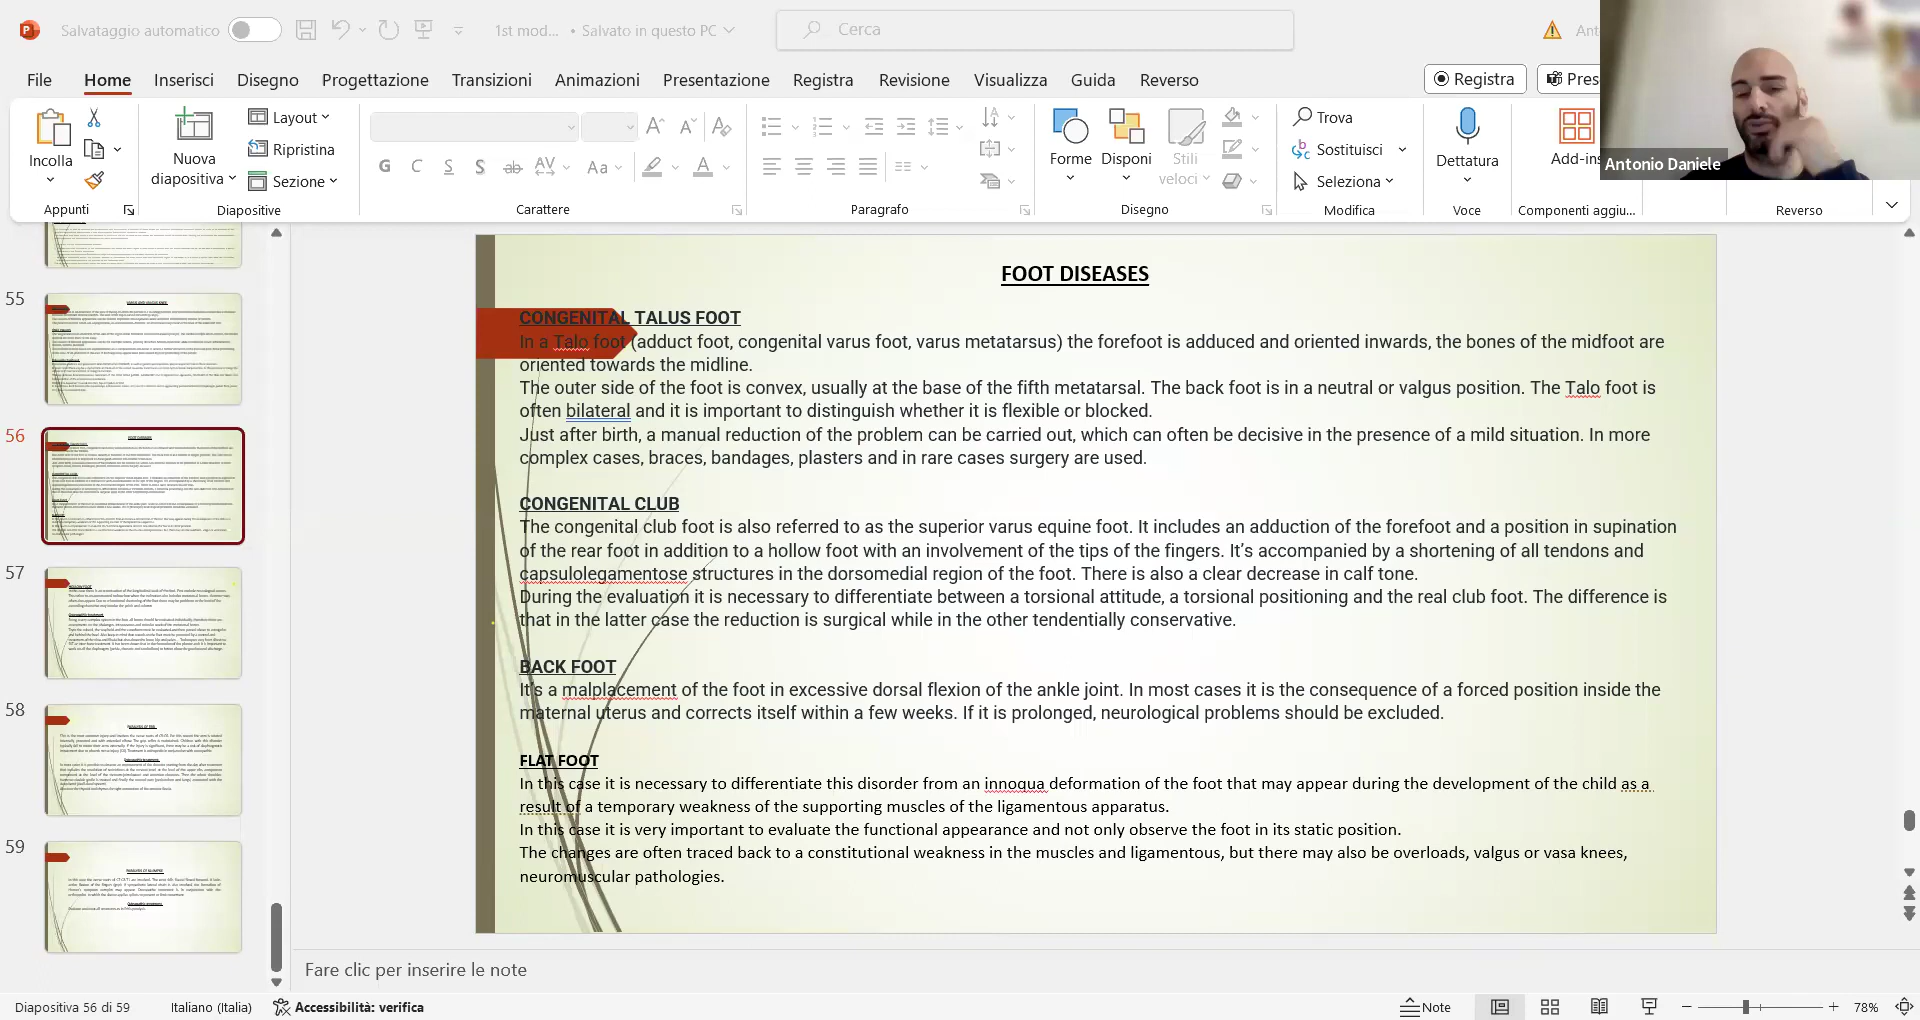 Salvataggio automatico
1st mod... • Salvato in questo PC
Cerca
File Home Inserisci Disegno Progettazione Transizioni Animazioni Presentazione Registra Revisione Visualizza Guida Reverso
Registra
Incolla
Appunti
Nuova diapositiva
Layout
Ripristina
Sezione
Diapositive
G C S S ab AV Aa A
Carattere
Paragrafo
Forme
Disponi
Stili veloci
Disegno
Trova
Sostituisci
Seleziona
Modifica
Dettatura
Voce
Componenti aggiu...
Reverso
Antonio Daniele
55
56
57
58
59
FOOT DISEASES
CONGENITAL TALUS FOOT
In a Talo foot (adduct foot, congenital varus foot, varus metatarsus) the forefoot is adduced and oriented inwards, the bones of the midfoot are
oriented towards the midline.
The outer side of the foot is convex, usually at the base of the fifth metatarsal. The back foot is in a neutral or valgus position. The Talo foot is
often bilateral and it is important to distinguish whether it is flexible or blocked.
Just after birth, a manual reduction of the problem can be carried out, which can often be decisive in the presence of a mild situation. In more
complex cases, braces, bandages, plasters and in rare cases surgery are used.
CONGENITAL CLUB
The congenital club foot is also referred to as the superior varus equine foot. It includes an adduction of the forefoot and a position in supination
of the rear foot in addition to a hollow foot with an involvement of the tips of the fingers. It's accompanied by a shortening of all tendons and
capsulolegamentose structures in the dorsomedial region of the foot. There is also a clear decrease in calf tone.
During the evaluation it is necessary to differentiate between a torsional attitude, a torsional positioning and the real club foot. The difference is
that in the latter case the reduction is surgical while in the other tendentially conservative.
BACK FOOT
It's a malplacement of the foot in excessive dorsal flexion of the ankle joint. In most cases it is the consequence of a forced position inside the
maternal uterus and corrects itself within a few weeks. If it is prolonged, neurological problems should be excluded.
FLAT FOOT
In this case it is necessary to differentiate this disorder from an innoqua deformation of the foot that may appear during the development of the child as a
result of a temporary weakness of the supporting muscles of the ligamentous apparatus.
In this case it is very important to evaluate the functional appearance and not only observe the foot in its static position.
The changes are often traced back to a constitutional weakness in the muscles and ligamentous, but there may also be overloads, valgus or vasa knees,
neuromuscular pathologies.
Fare clic per inserire le note
Diapositiva 56 di 59 Italiano (Italia) Accessibilità: verifica
Note
78%